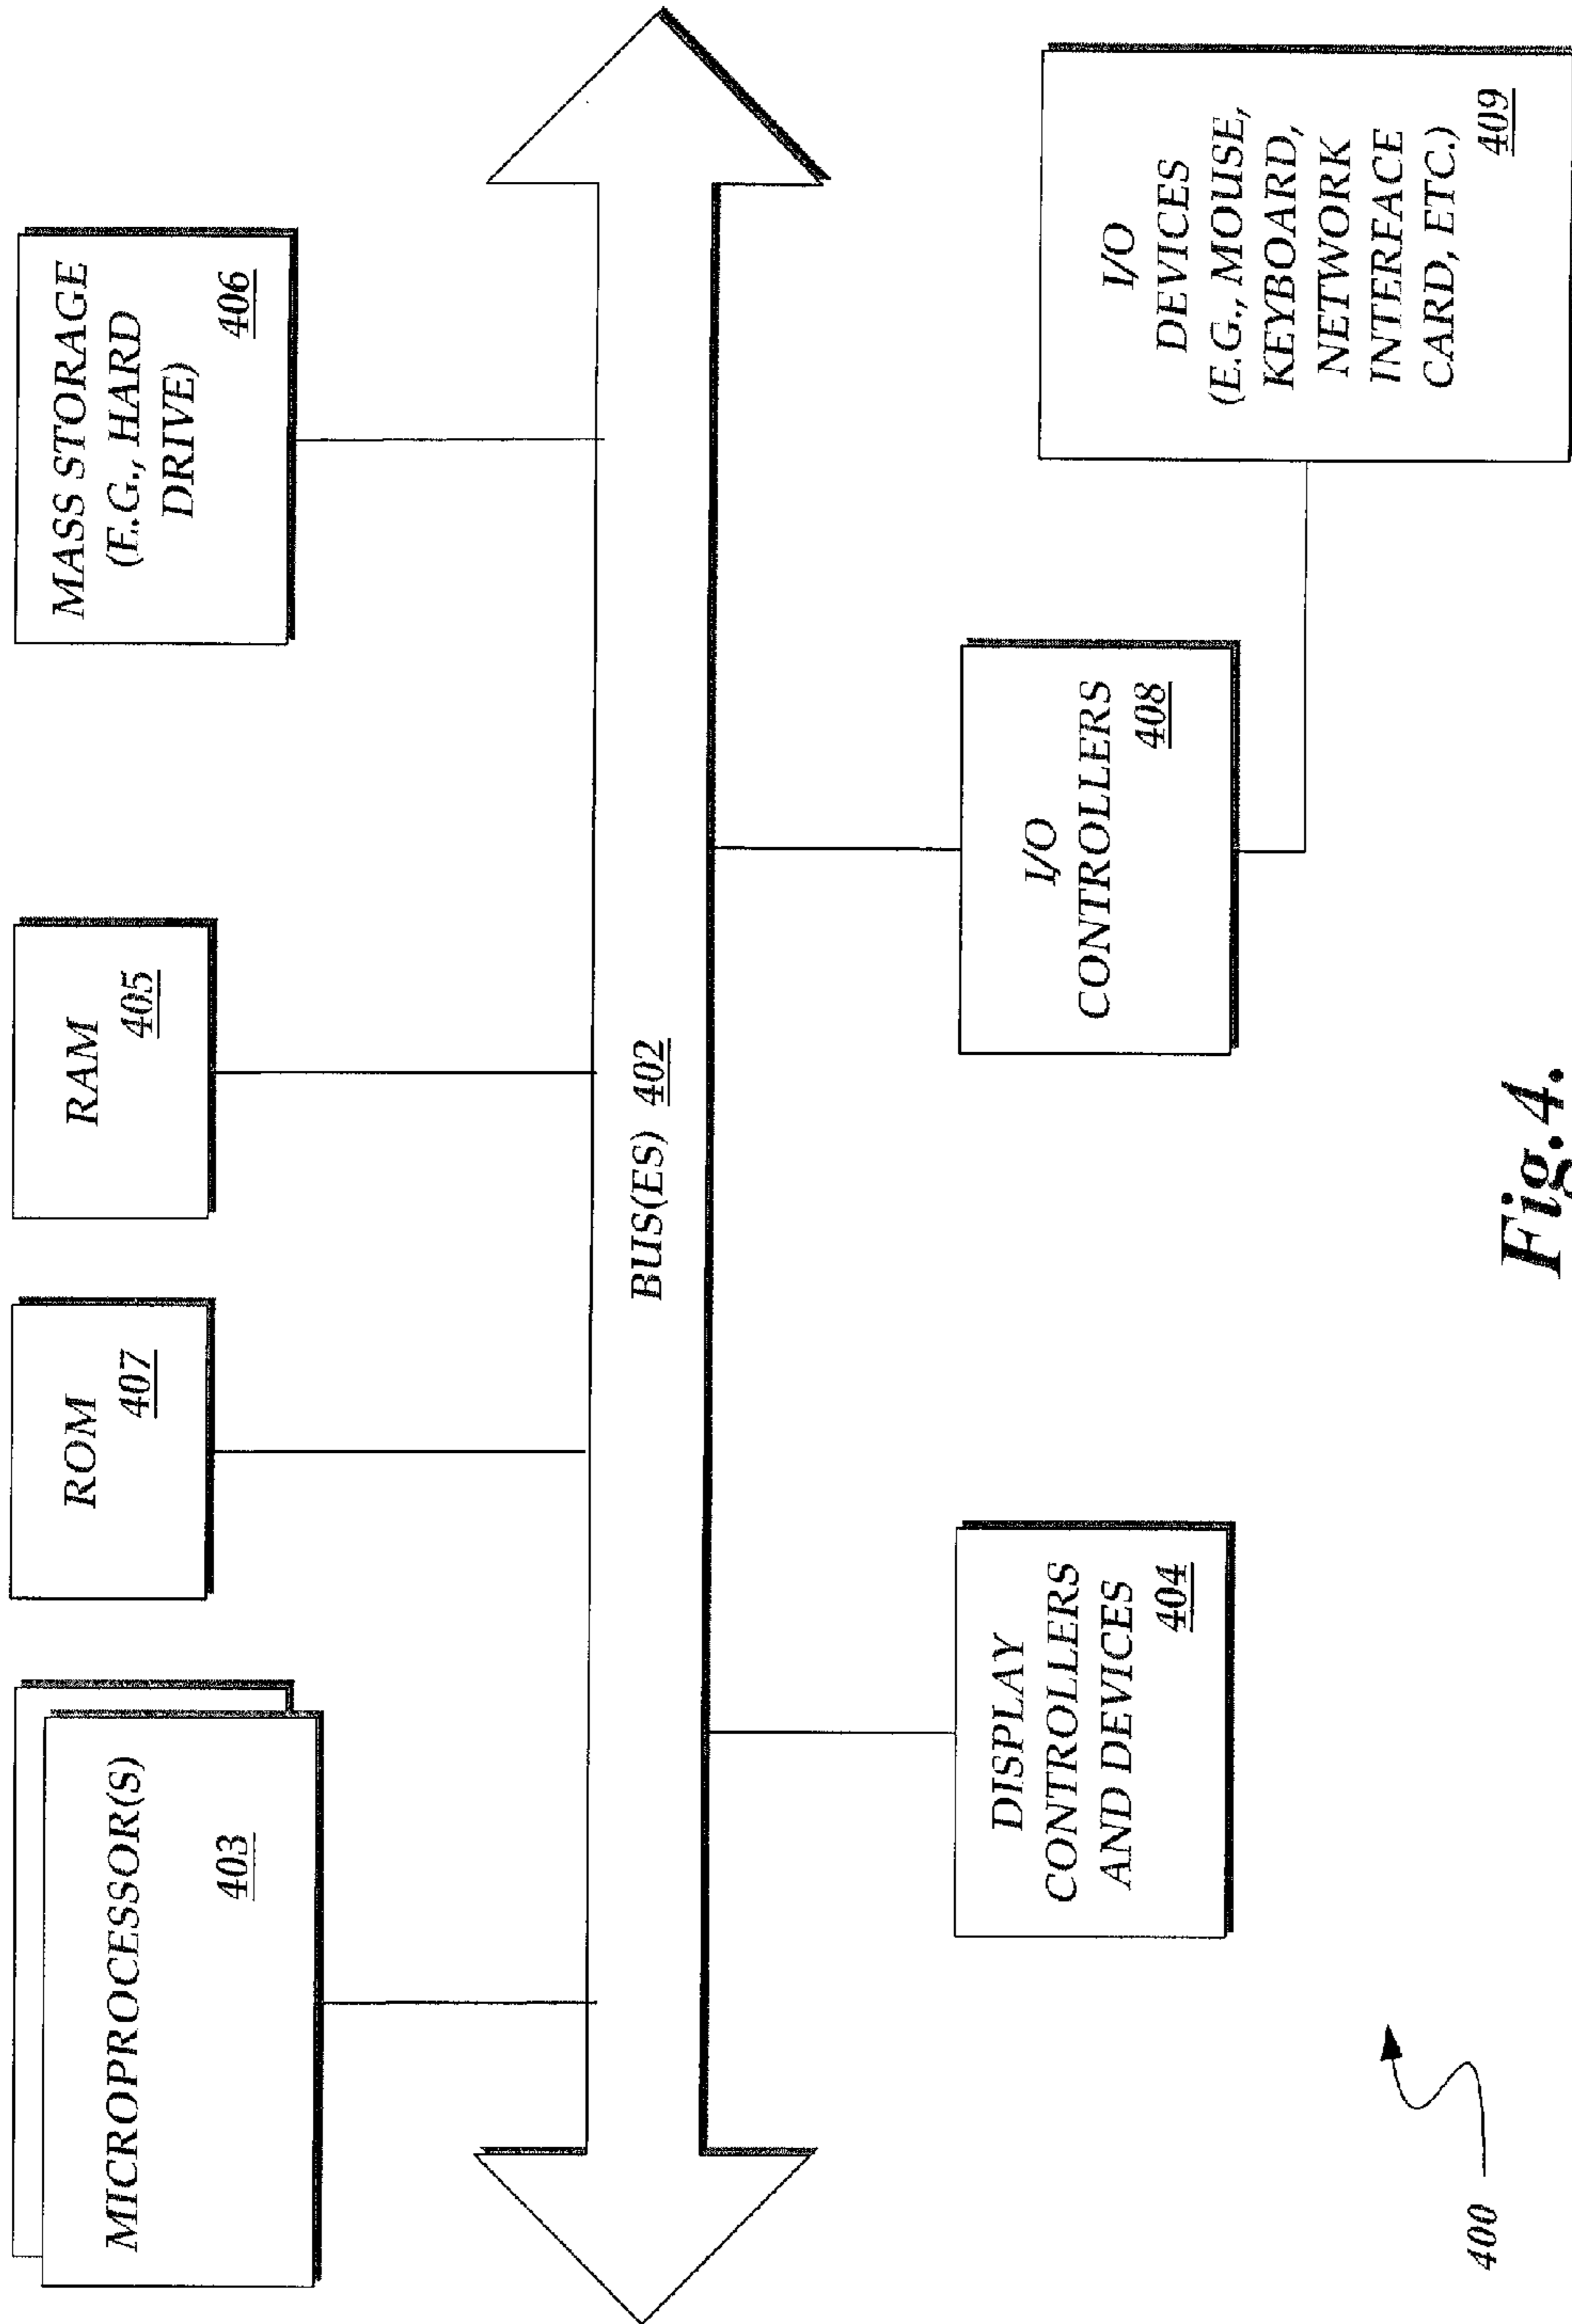 MICROPROCESSOR(S)
403
ROM
407
RAM
405
MASS STORAGE
(E.G., HARD
DRIVE)
406
BUS(ES) 402
DISPLAY
CONTROLLERS
AND DEVICES
404
I/O
CONTROLLERS
408
I/O
DEVICES
(E.G., MOUSE,
KEYBOARD,
NETWORK
INTERFACE
CARD, ETC.)
409
400
Fig.4.